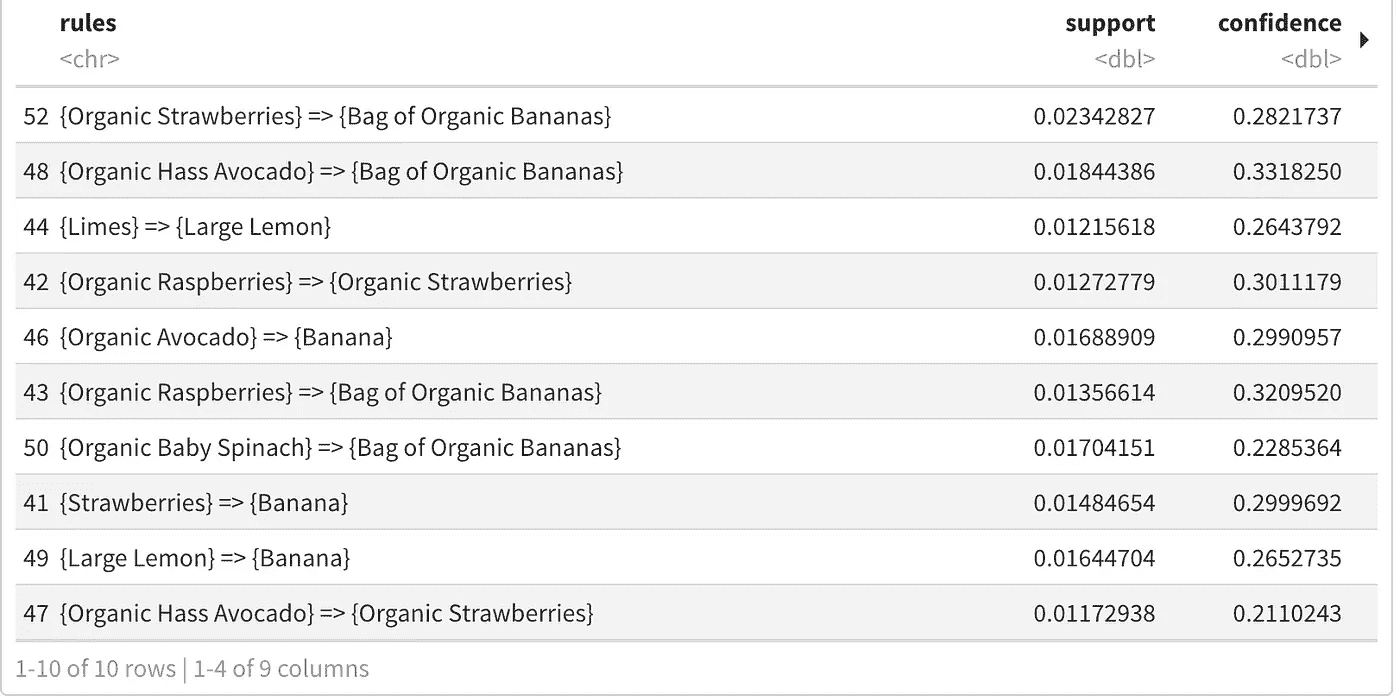 rules support confidence
<chr> <dbl> <dbl>
52 {Organic Strawberries} => {Bag of Organic Bananas} 0.02342827 0.2821737
48 {Organic Hass Avocado} => {Bag of Organic Bananas} 0.01844386 0.3318250
44 {Limes} => {Large Lemon} 0.01215618 0.2643792
42 {Organic Raspberries} => {Organic Strawberries} 0.01272779 0.3011179
46 {Organic Avocado} => {Banana} 0.01688909 0.2990957
43 {Organic Raspberries} => {Bag of Organic Bananas} 0.01356614 0.3209520
50 {Organic Baby Spinach} => {Bag of Organic Bananas} 0.01704151 0.2285364
41 {Strawberries} => {Banana} 0.01484654 0.2999692
49 {Large Lemon} => {Banana} 0.01644704 0.2652735
47 {Organic Hass Avocado} => {Organic Strawberries} 0.01172938 0.2110243
1-10 of 10 rows | 1-4 of 9 columns